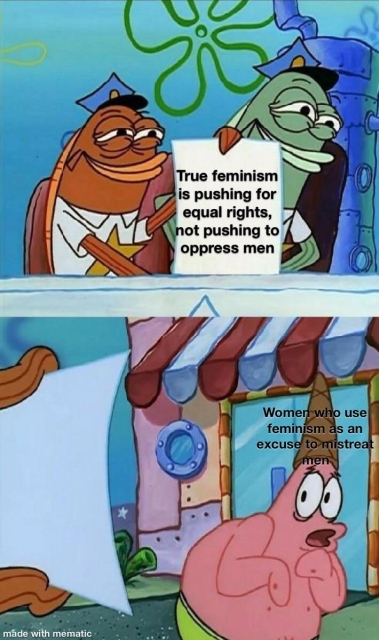 True feminism
is pushing for
equal rights,
not pushing to
oppress men
Women who use
feminism as an
excuse to mistreat
men
made with mematic